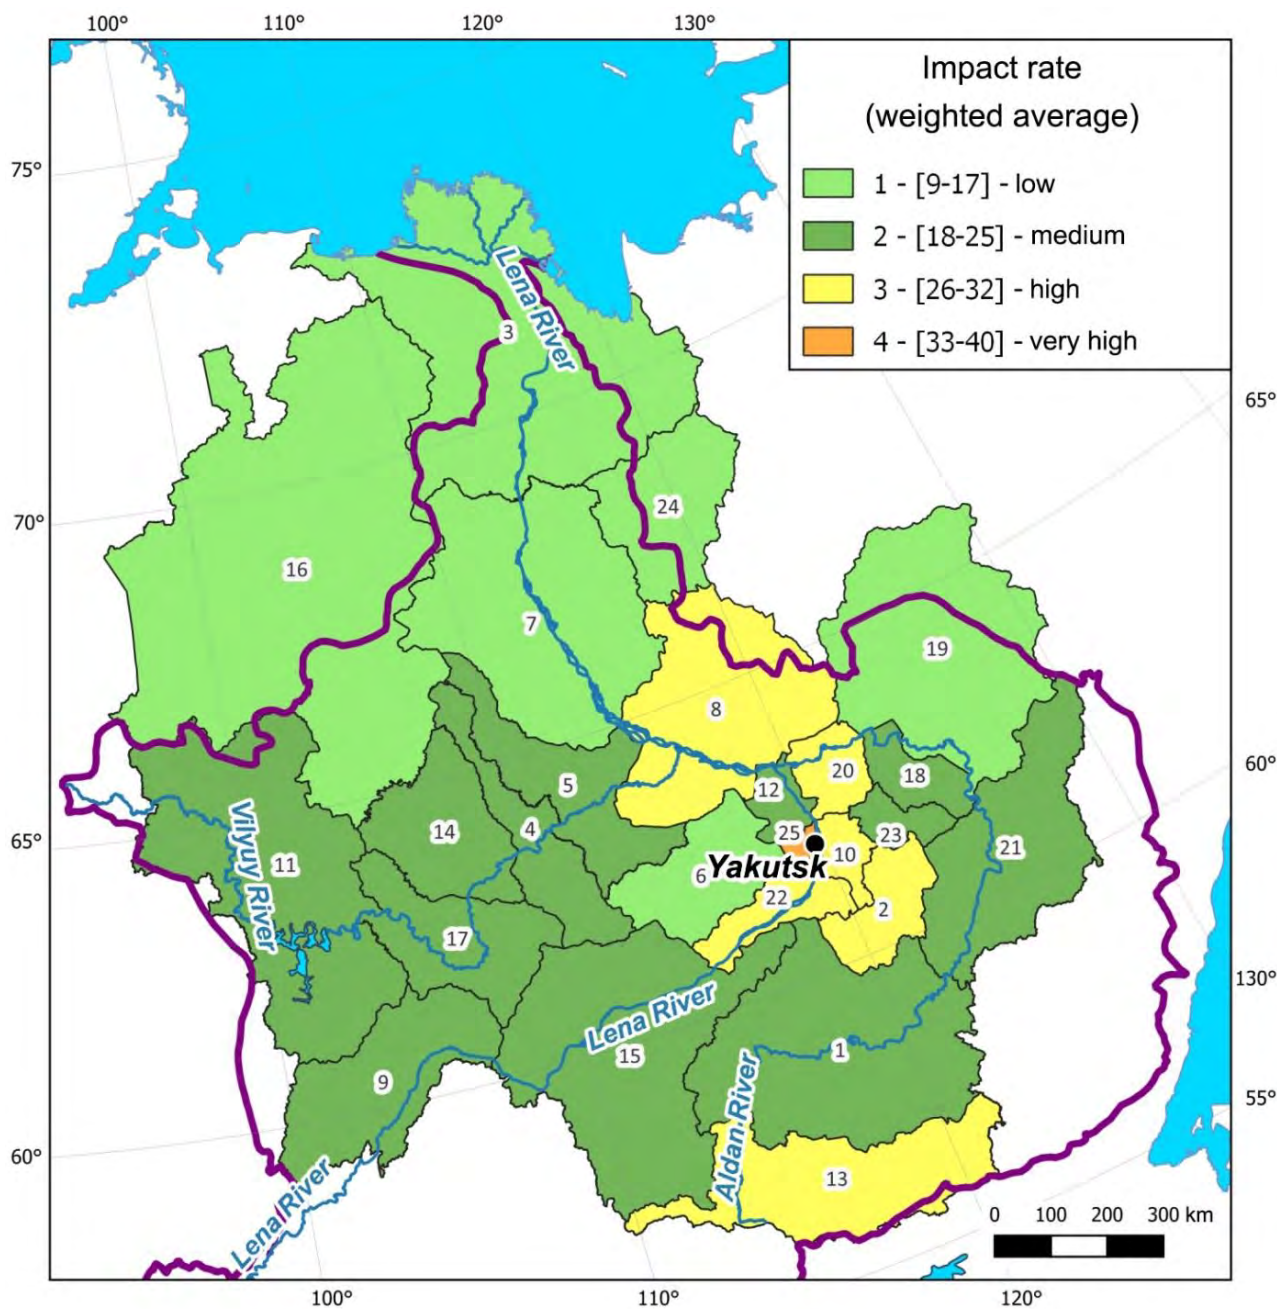 100° 110° 120° 130°
Impact rate
(weighted average)
1 - [9-17] - low
2 - [18-25] - medium
3 - [26-32] - high
4 - [33-40] - very high
75°
Lena River
3
65°
70°
24
16
7
19
8
60°
5
20
18
12
65°
Vilyuy River
14
4
25
23
11
10
21
6
Yakutsk
22
2
17
130°
Lena River
15
1
9
Aldan River
55°
60°
13
Lena River
0 100 200 300 km
100° 110° 120°